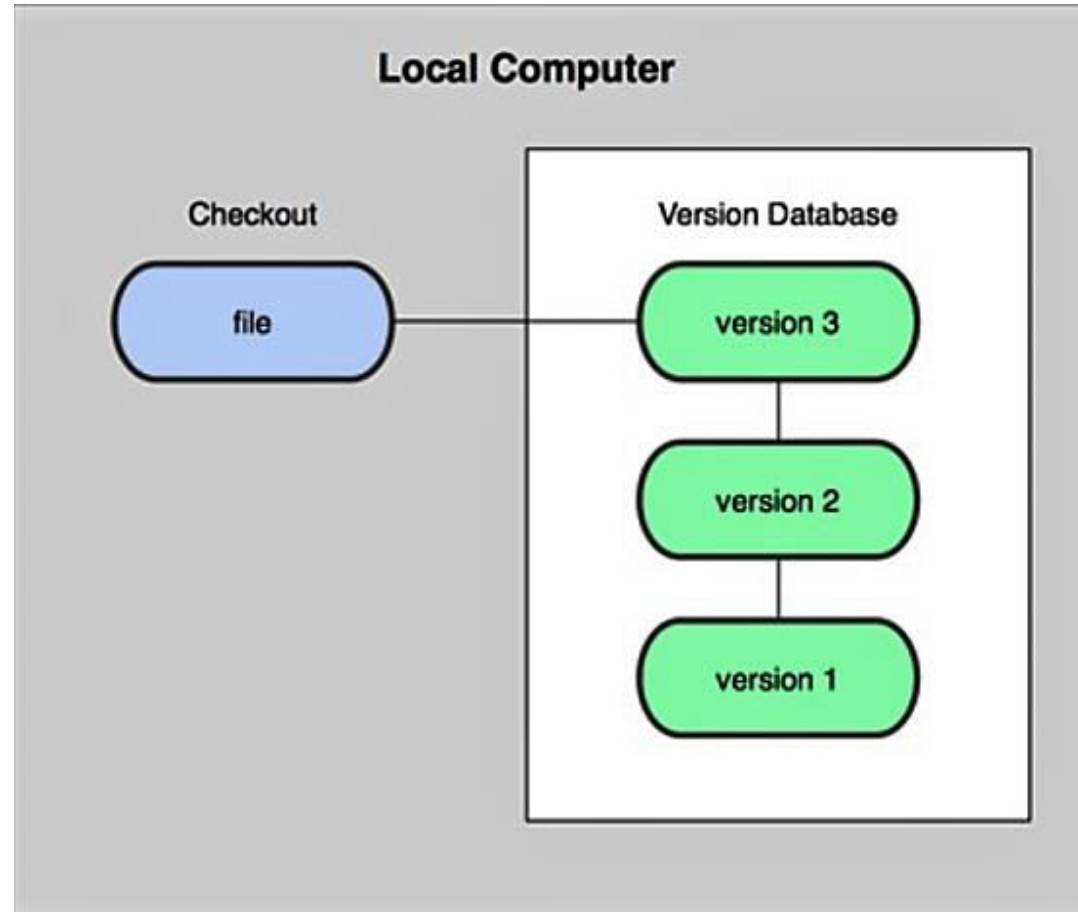 Local Computer
Checkout
Version Database
file
version 3
version 2
version 1